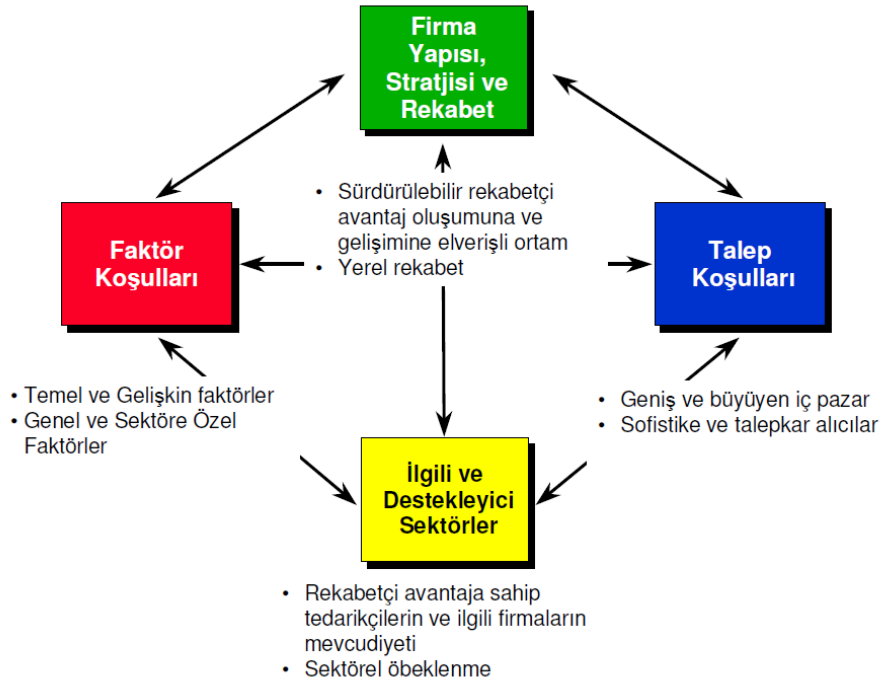 Firma
Yapısı,
Stratjisi ve
Rekabet
• Sürdürülebilir rekabetçi
avantaj oluşumuna ve
gelişimine elverişli ortam
• Yerel rekabet
Faktör
Koşulları
Talep
Koşulları
• Temel ve Gelişkin faktörler
• Genel ve Sektöre Özel
Faktörler
• Geniş ve büyüyen iç pazar
• Sofistike ve talepkar alıcılar
İlgili ve
Destekleyici
Sektörler
• Rekabetçi avantaja sahip
tedarikçilerin ve ilgili firmaların
mevcudiyeti
• Sektörel öbeklenme